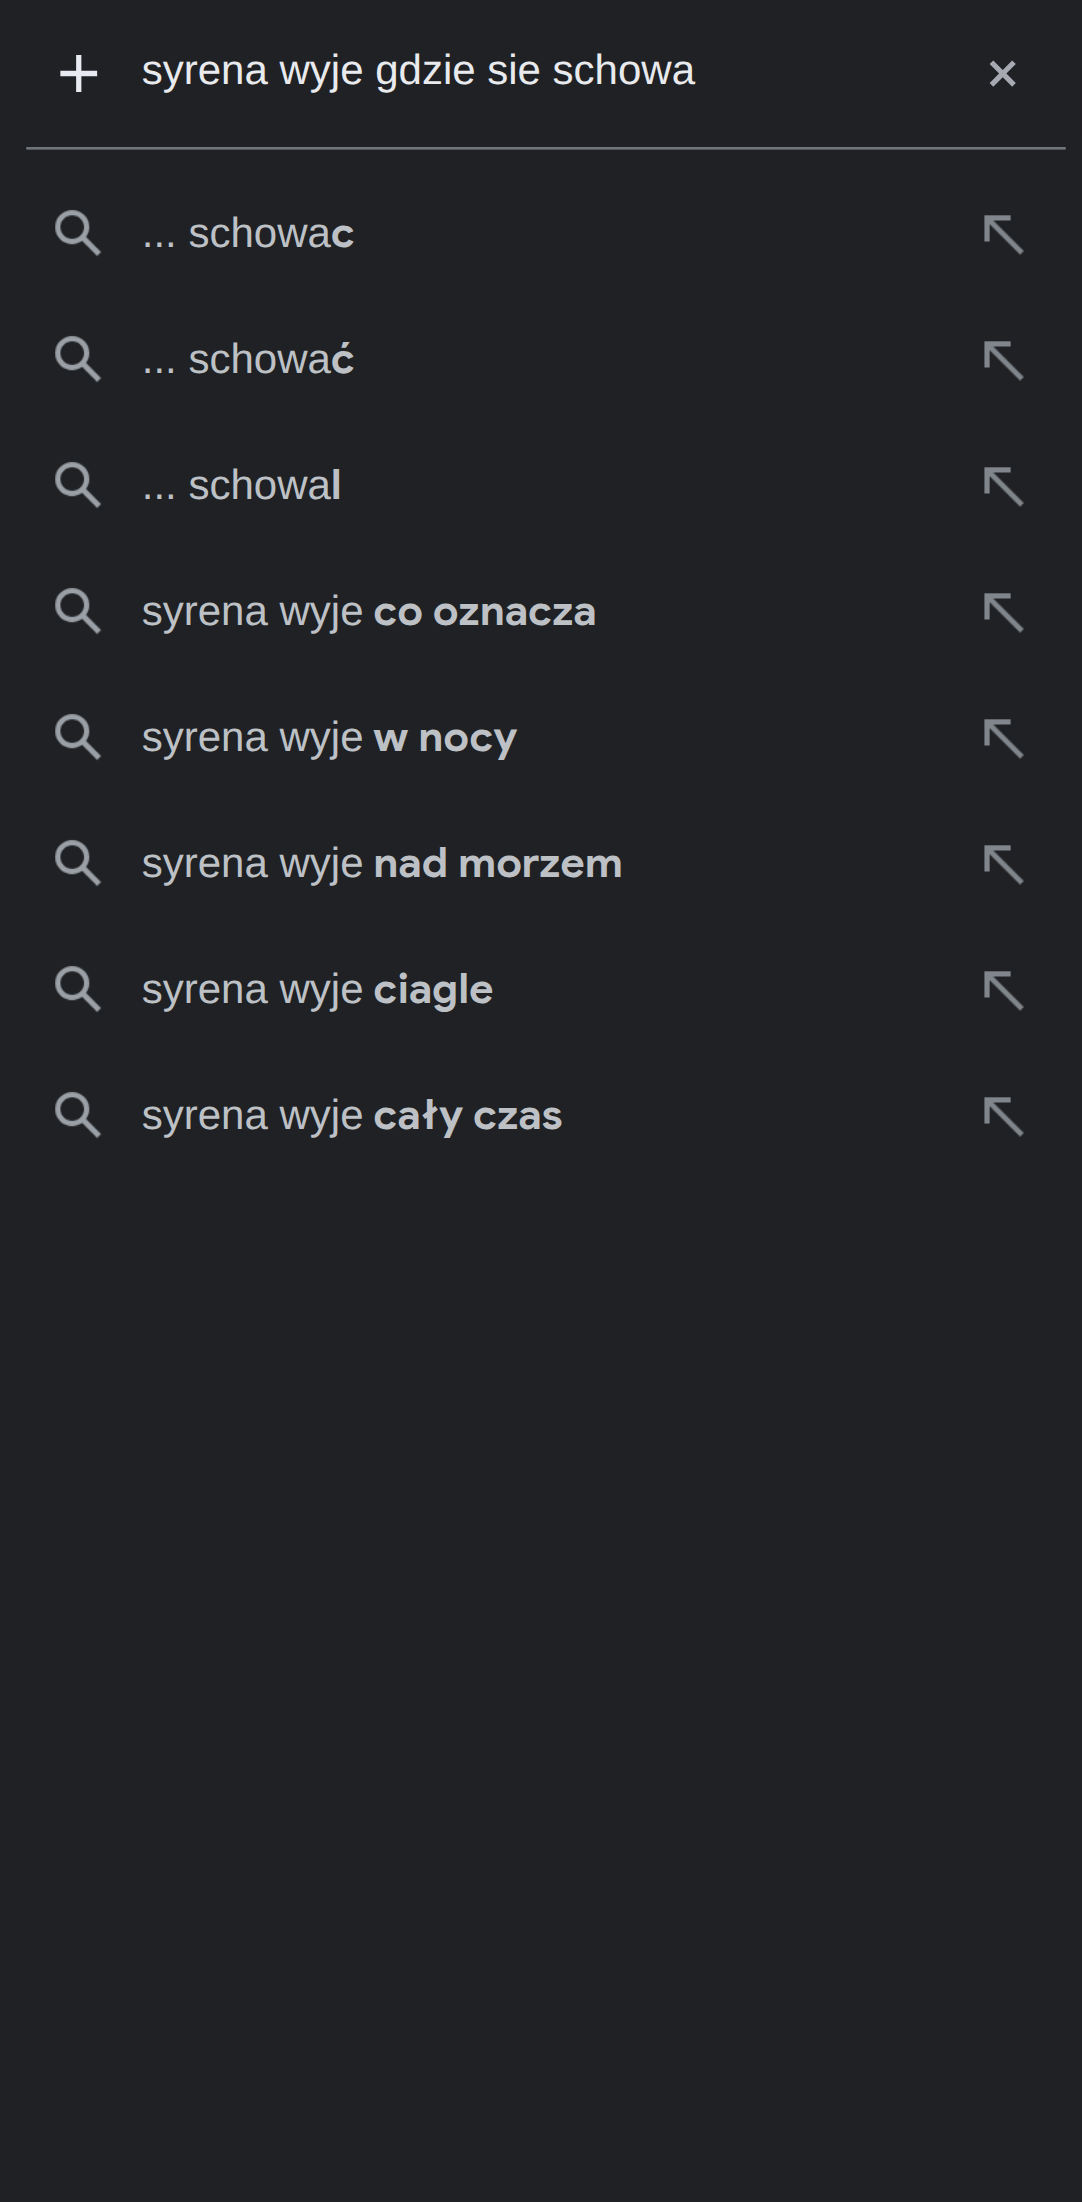 syrena wyje gdzie sie schowa
... schowac
... schować
... schowal
syrena wyje co oznacza
syrena wyje w nocy
syrena wyje nad morzem
syrena wyje ciagle
syrena wyje cały czas